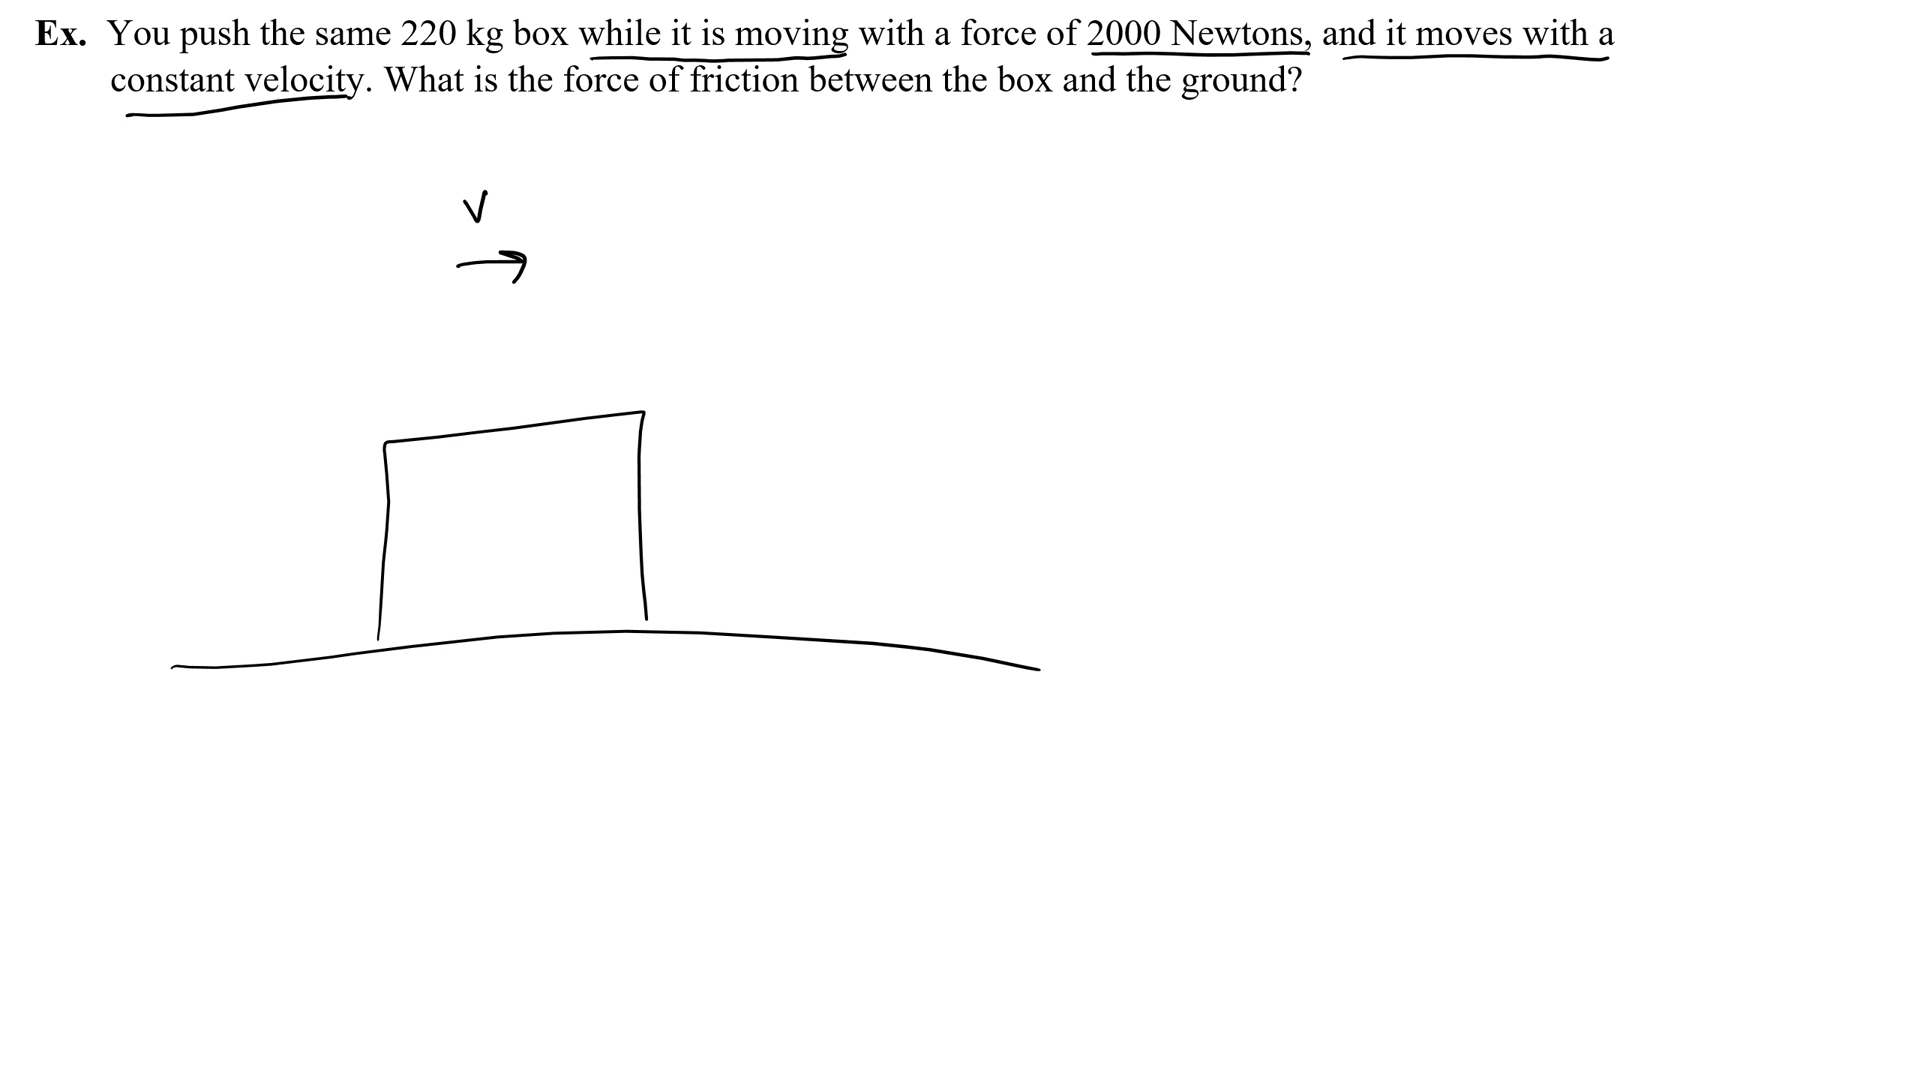 Ex. You push the same 220 kg box while it is moving with a force of 2000 Newtons, and it moves with a
constant velocity. What is the force of friction between the box and the ground?
V